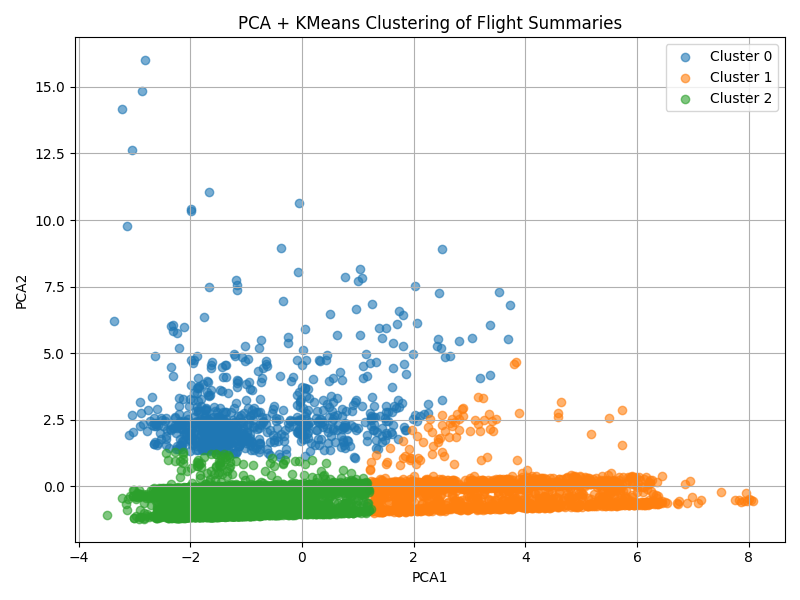 PCA + KMeans Clustering of Flight Summaries
Cluster 0
Cluster 1
Cluster 2
PCA2
15.0
12.5
10.0
7.5
5.0
2.5
0.0
−4
−2
0
2
4
6
8
PCA1